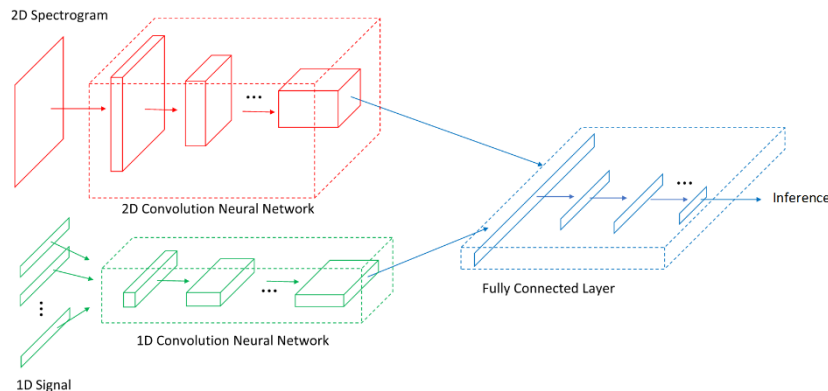 2D Spectrogram
...
2D Convolution Neural Network
...
Inference
Fully Connected Layer
...
...
1D Convolution Neural Network
1D Signal